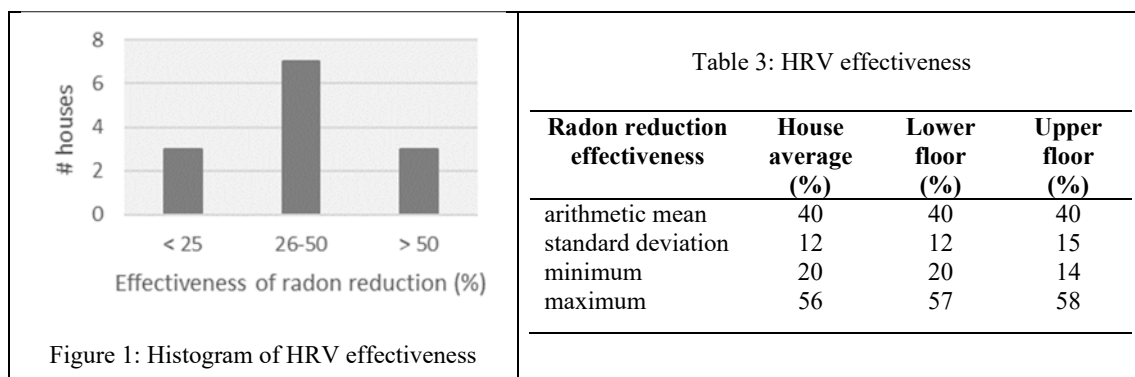 8
6
4
2
0
# houses
< 25 26-50 > 50
Effectiveness of radon reduction (%)
Figure 1: Histogram of HRV effectiveness
Table 3: HRV effectiveness
Radon reduction House Lower Upper
effectiveness average floor floor
(%) (%) (%)
arithmetic mean 40 40 40
standard deviation 12 12 15
minimum 20 20 14
maximum 56 57 58